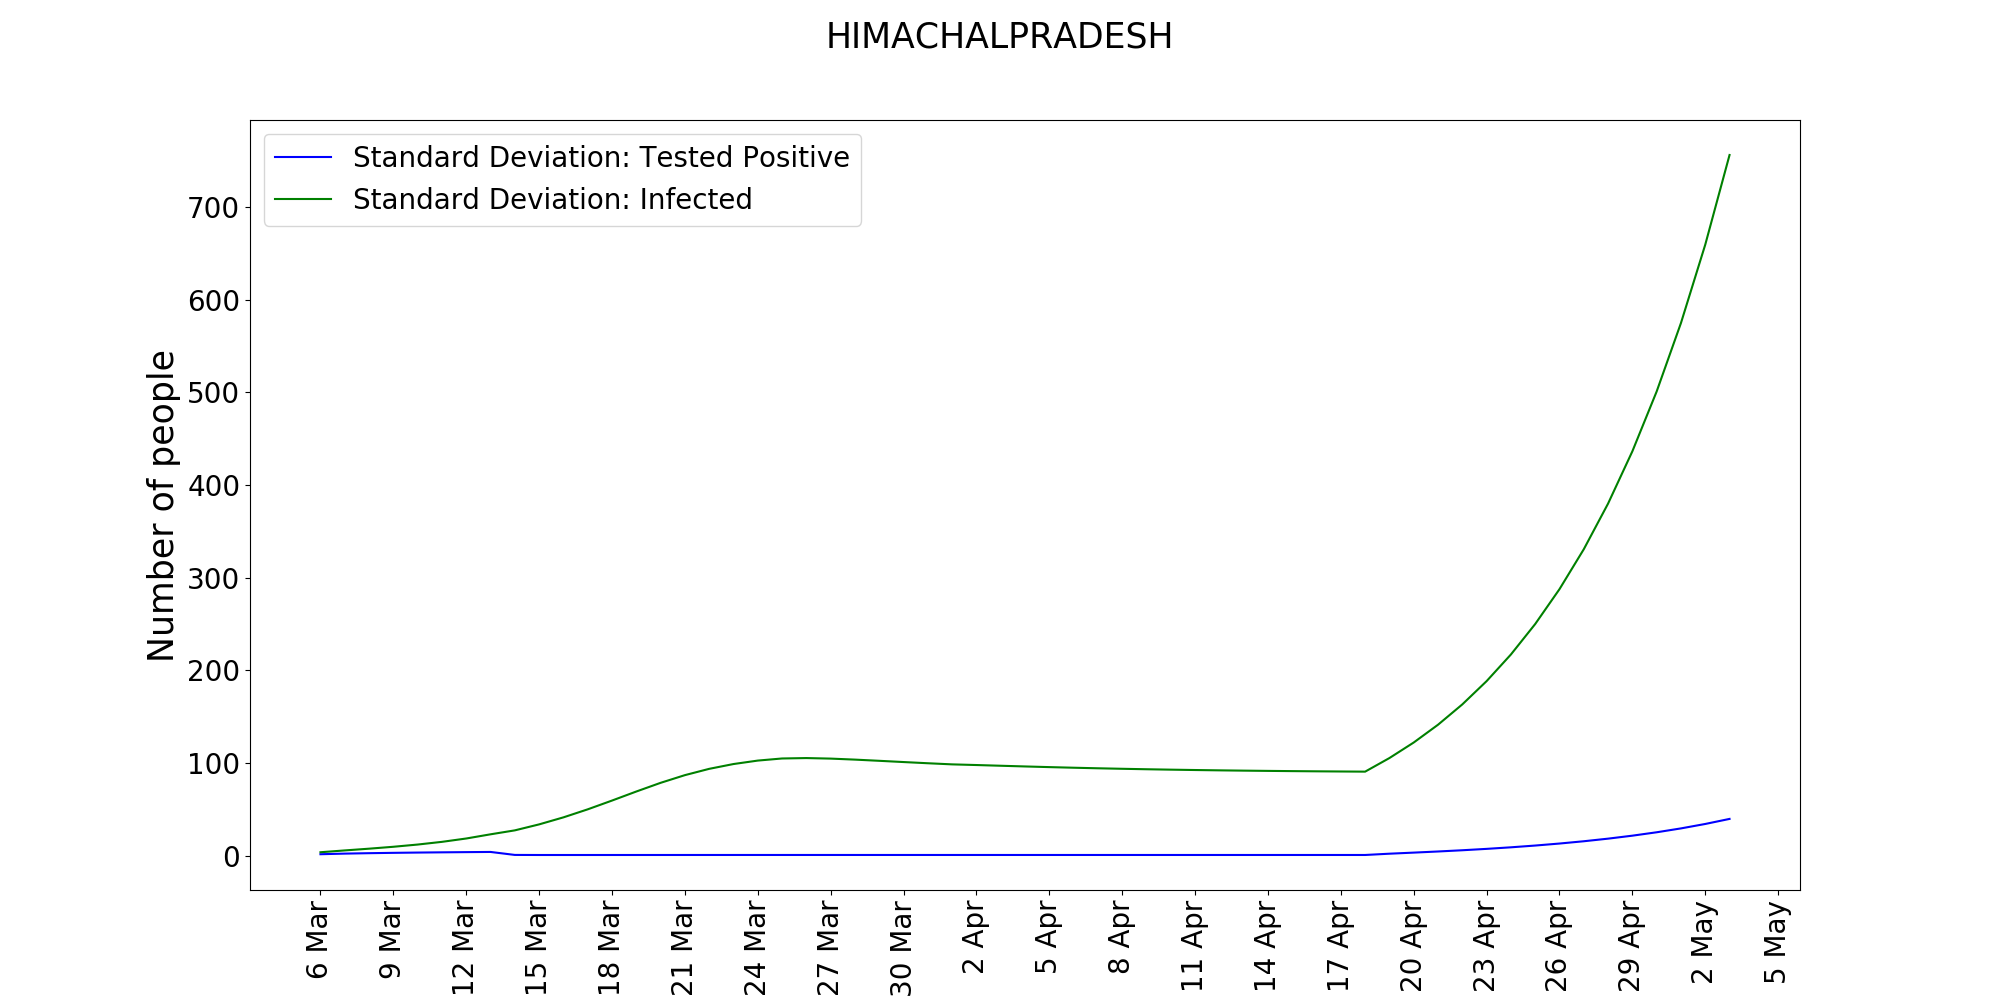 HIMACHALPRADESH
Standard Deviation: Tested Positive
Standard Deviation: Infected
Number of people
700
600
500
400
300
200
100
0
6 Mar
9 Mar
12 Mar
15 Mar
18 Mar
21 Mar
24 Mar
27 Mar
30 Mar
2 Apr
5 Apr
8 Apr
11 Apr
14 Apr
17 Apr
20 Apr
23 Apr
26 Apr
29 Apr
2 May
5 May